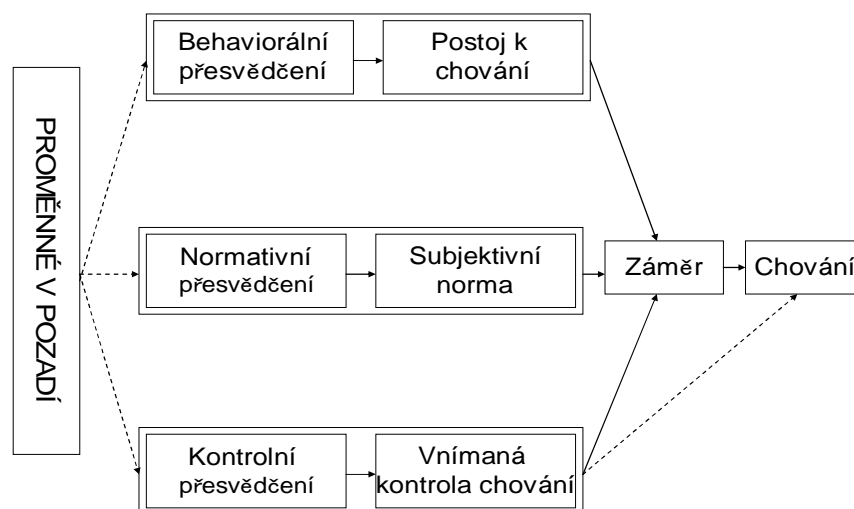 PROMĚNNÉ V POZADÍ
Behaviorální
přesvědčení
Postoj k
chování
Normativní
přesvědčení
Subjektivní
norma
Záměr
Chování
Kontrolní
přesvědčení
Vnímaná
kontrola chování